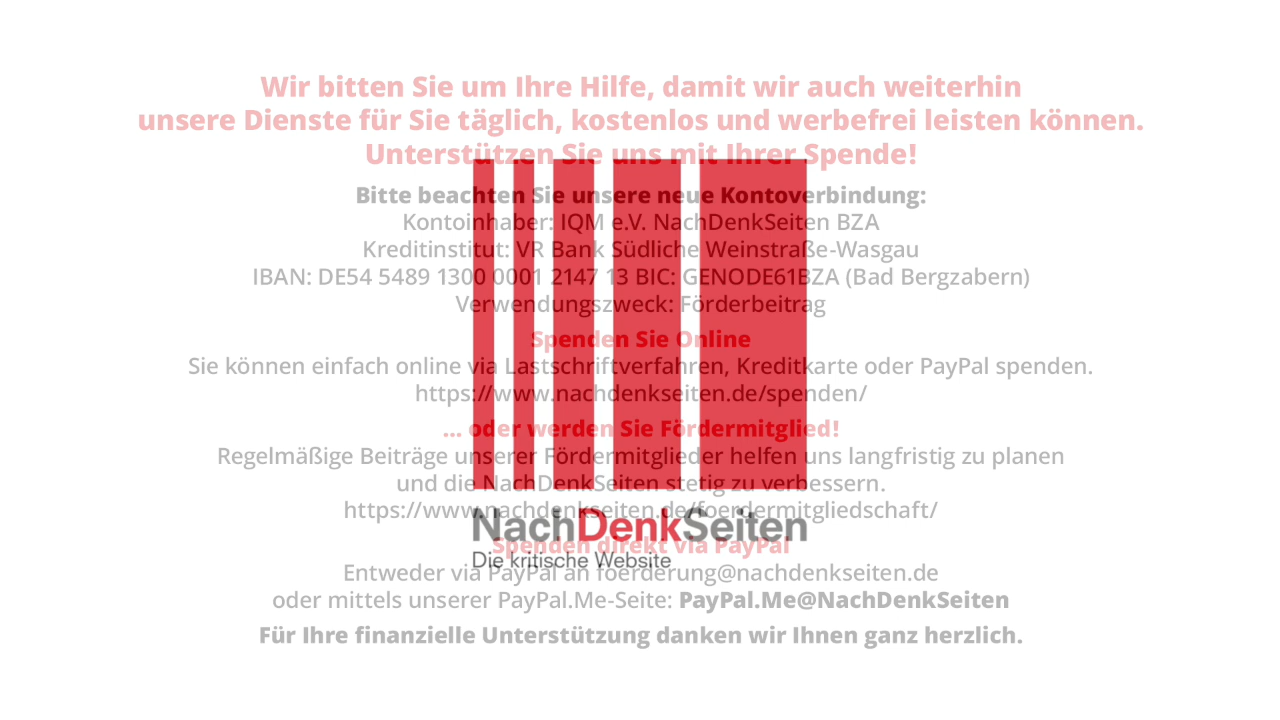 Wir bitten Sie um Ihre Hilfe, damit wir auch weiterhin
unsere Dienste für Sie täglich, kostenlos und werbefrei leisten können.
Unterstützen Sie uns mit Ihrer Spende!
Bitte beachten Sie unsere neue Kontoverbindung:
Kontoinhaber: IQM e.V. NachDenkSeiten BZA
Kreditinstitut: VR Bank Südliche Weinstraße-Wasgau
IBAN: DE54 5489 1300 0001 2147 13 BIC: GENODE61BZA (Bad Bergzabern)
Verwendungszweck: Förderbeitrag
Spenden Sie Online
Sie können einfach online via Lastschriftverfahren, Kreditkarte oder PayPal spenden.
https://www.nachdenkseiten.de/spenden/
... oder werden Sie Fördermitglied!
Regelmäßige Beiträge unserer Fördermitglieder helfen uns langfristig zu planen
und die NachDenkSeiten stetig zu verbessern.
https://www.nachdenkseiten.de/foerdermitgliedschaft/
NachDenkSeiten
Spenden direkt via PayPal
Die kritische Website
Entweder via PayPal an foerderung@nachdenkseiten.de
oder mittels unserer PayPal.Me-Seite: PayPal.Me@NachDenkSeiten
Für Ihre finanzielle Unterstützung danken wir Ihnen ganz herzlich.